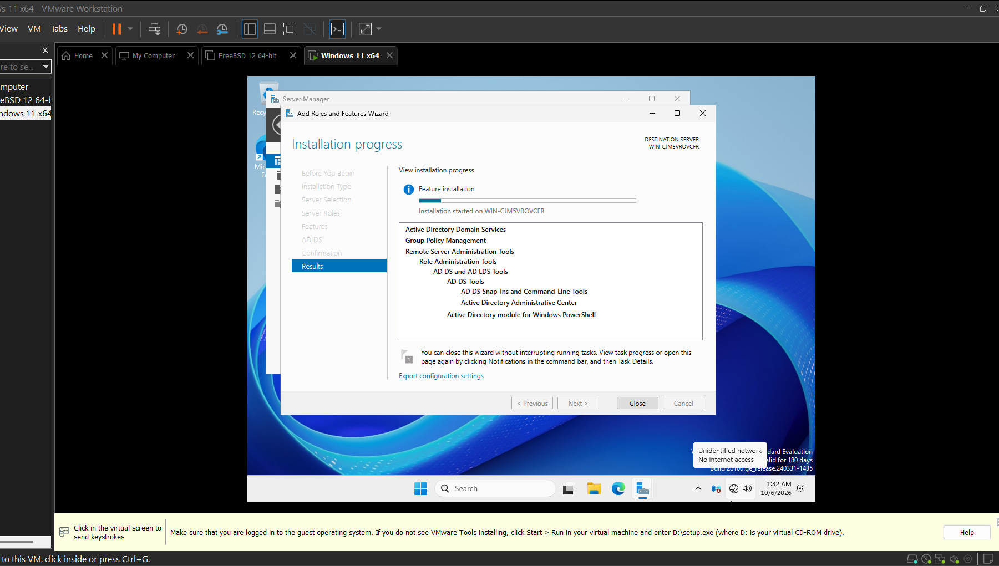 ws 11 x64 - VMware Workstation
View VM Tabs Help
Home
My Computer
FreeBSD 12 64-bit
Windows 11 x64
re to se...
mputer
eBSD 12 64-b
ndows 11 x64
Recy
Mic
Ec
Server Manager
Add Roles and Features Wizard
Installation progress
DESTINATION SERVER
WIN-CJM5VROVCFR
Before You Begin
Installation Type
Server Selection
Server Roles
Features
AD DS
Confirmation
Results
View installation progress
Feature installation
Installation started on WIN-CJM5VROVCFR
Active Directory Domain Services
Group Policy Management
Remote Server Administration Tools
Role Administration Tools
AD DS and AD LDS Tools
AD DS Tools
AD DS Snap-Ins and Command-Line Tools
Active Directory Administrative Center
Active Directory module for Windows PowerShell
1
You can close this wizard without interrupting running tasks. View task progress or open this
page again by clicking Notifications in the command bar, and then Task Details.
Export configuration settings
< Previous
Next >
Close
Cancel
Unidentified network
No internet access
dard Evaluation
alid for 180 days
Build 26100.ge_release.240331-1435
Search
1:32 AM
10/6/2026
Click in the virtual screen to
send keystrokes
Make sure that you are logged in to the guest operating system. If you do not see VMware Tools installing, click Start > Run in your virtual machine and enter D:\setup.exe (where D: is your virtual CD-ROM drive).
Help
to this VM, click inside or press Ctrl+G.